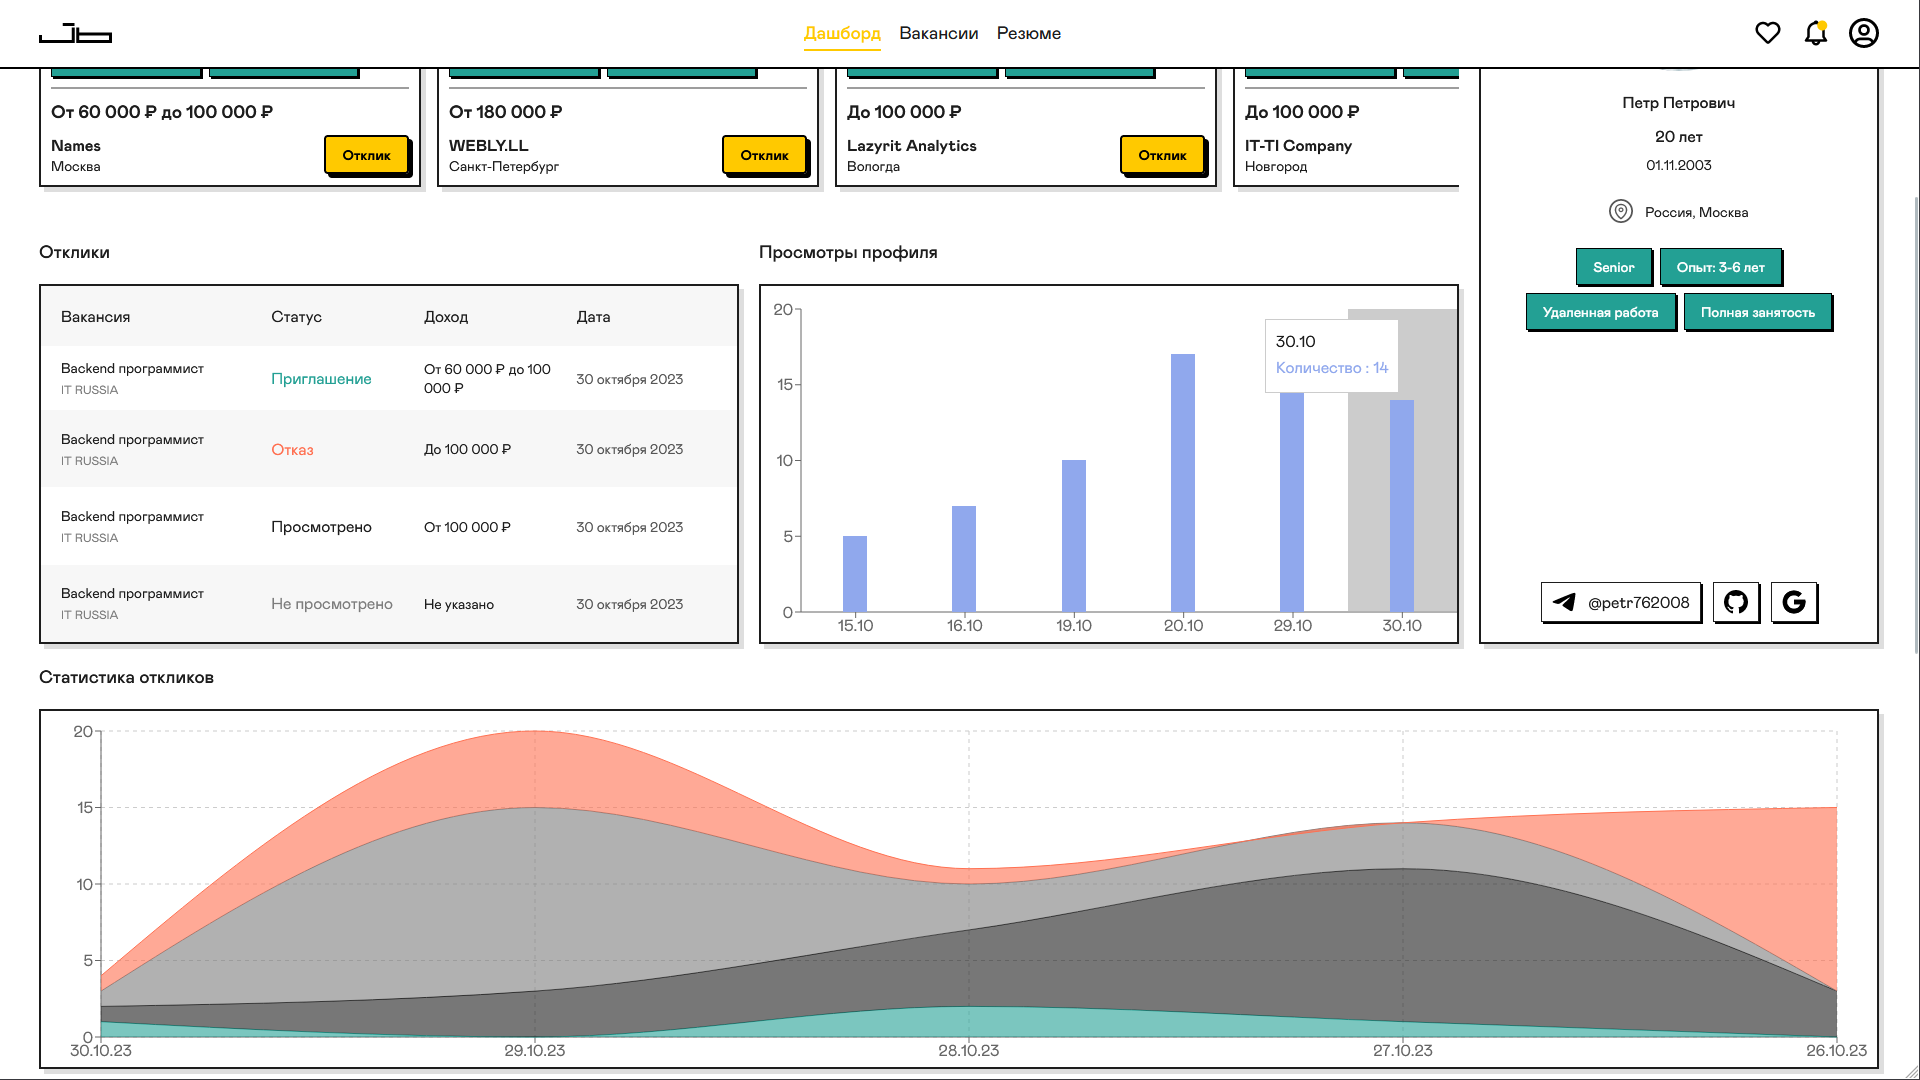 Jb
Дашборд Вакансии Резюме
От 60 000 ₽ до 100 000 ₽
Names
Москва
Отклик
От 180 000 ₽
WEBLY.LL
Санкт-Петербург
Отклик
До 100 000 ₽
Lazyrit Analytics
Вологда
Отклик
До 100 000 ₽
IT-TI Company
Новгород
Петр Петрович
20 лет
01.11.2003
Россия, Москва
Senior
Опыт: 3-6 лет
Удаленная работа
Полная занятость
@petr762008
Отклики
Вакансия Статус Доход Дата
Backend программист
IT RUSSIA
Приглашение
От 60 000 ₽ до 100
000 ₽
30 октября 2023
Backend программист
IT RUSSIA
Отказ
До 100 000 ₽
30 октября 2023
Backend программист
IT RUSSIA
Просмотрено
От 100 000 ₽
30 октября 2023
Backend программист
IT RUSSIA
Не просмотрено
Не указано
30 октября 2023
Просмотры профиля
20
15
10
5
0
30.10
Количество : 14
15.10 16.10 19.10 20.10 29.10 30.10
Статистика откликов
20
15
10
5
0
30.10.23 29.10.23 28.10.23 27.10.23 26.10.23